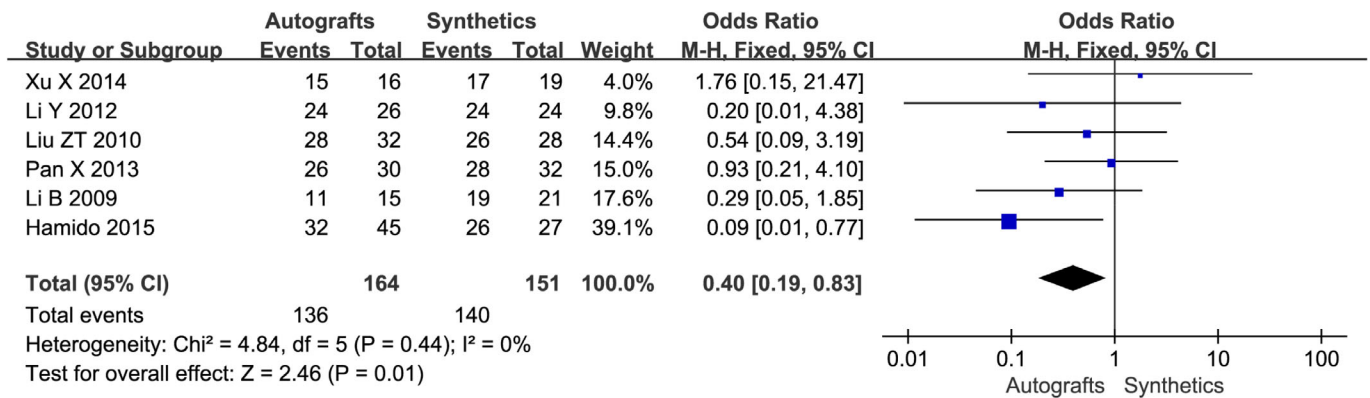 Autografts Synthetics Odds Ratio Odds Ratio
Study or Subgroup Events Total Events Total Weight M-H, Fixed, 95% CI M-H, Fixed, 95% CI
Xu X 2014 15 16 17 19 4.0% 1.76 [0.15, 21.47]
Li Y 2012 24 26 24 24 9.8% 0.20 [0.01, 4.38]
Liu ZT 2010 28 32 26 28 14.4% 0.54 [0.09, 3.19]
Pan X 2013 26 30 28 32 15.0% 0.93 [0.21, 4.10]
Li B 2009 11 15 19 21 17.6% 0.29 [0.05, 1.85]
Hamido 2015 32 45 26 27 39.1% 0.09 [0.01, 0.77]
Total (95% CI) 164 151 100.0% 0.40 [0.19, 0.83]
Total events 136 140
Heterogeneity: Chi² = 4.84, df = 5 (P = 0.44); I² = 0%
Test for overall effect: Z = 2.46 (P = 0.01)
0.01 0.1 1 10 100
Autografts Synthetics